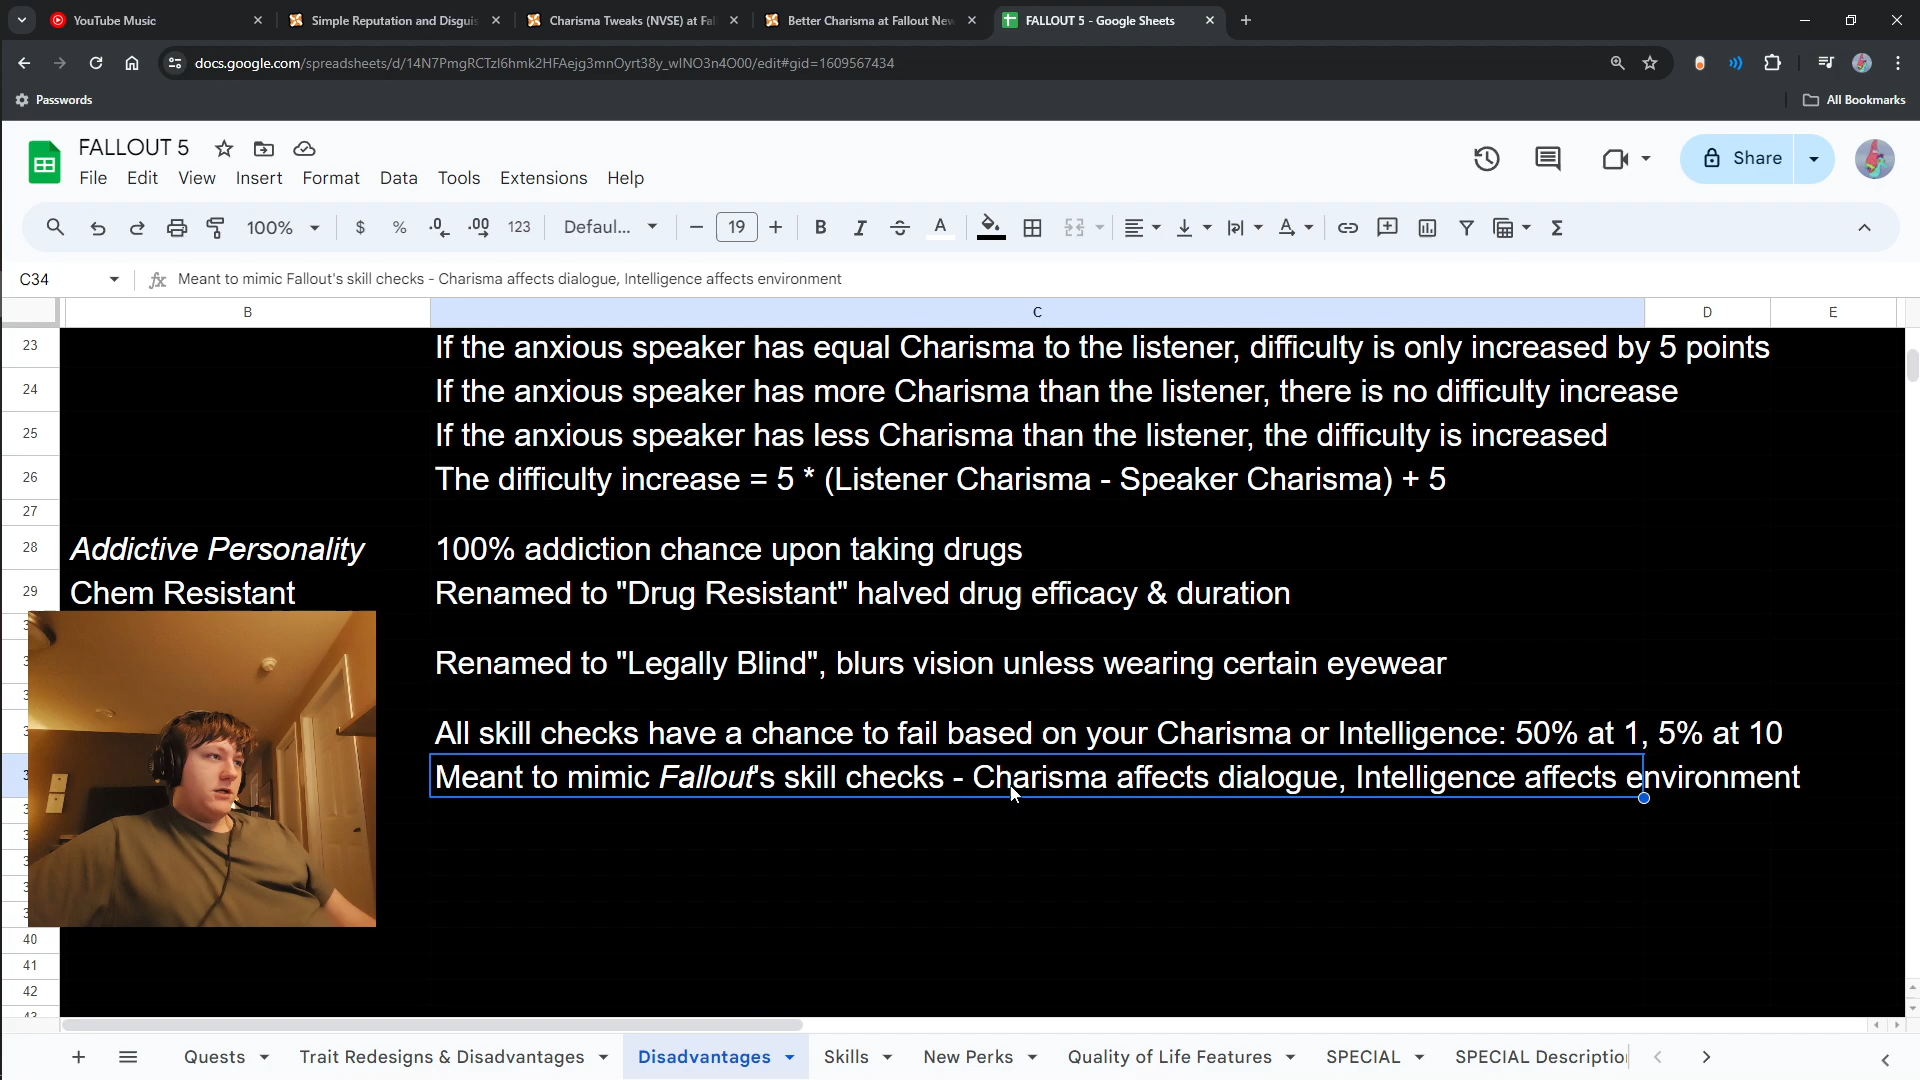 YouTube Music
Simple Reputation and Disguis
Charisma Tweaks (NVSE) at Fal
Better Charisma at Fallout New
FALLOUT 5 - Google Sheets
docs.google.com/spreadsheets/d/14N7PmgRCTzl6hmk2HFAejg3mnOyrt38y_wlNO3n4O00/edit#gid=1609567434
Passwords
All Bookmarks
FALLOUT 5
File Edit View Insert Format Data Tools Extensions Help
Share
100% $ % .0 .00 123 Defaul... 19 B I A
C34
fx Meant to mimic Fallout's skill checks - Charisma affects dialogue, Intelligence affects environment
B C D E
23 If the anxious speaker has equal Charisma to the listener, difficulty is only increased by 5 points
24 If the anxious speaker has more Charisma than the listener, there is no difficulty increase
25 If the anxious speaker has less Charisma than the listener, the difficulty is increased
26 The difficulty increase = 5 * (Listener Charisma - Speaker Charisma) + 5
27
28 Addictive Personality 100% addiction chance upon taking drugs
29 Chem Resistant Renamed to "Drug Resistant" halved drug efficacy & duration
Renamed to "Legally Blind", blurs vision unless wearing certain eyewear
All skill checks have a chance to fail based on your Charisma or Intelligence: 50% at 1, 5% at 10
Meant to mimic Fallout's skill checks - Charisma affects dialogue, Intelligence affects environment
40
41
42
Quests Trait Redesigns & Disadvantages Disadvantages Skills New Perks Quality of Life Features SPECIAL SPECIAL Descriptio